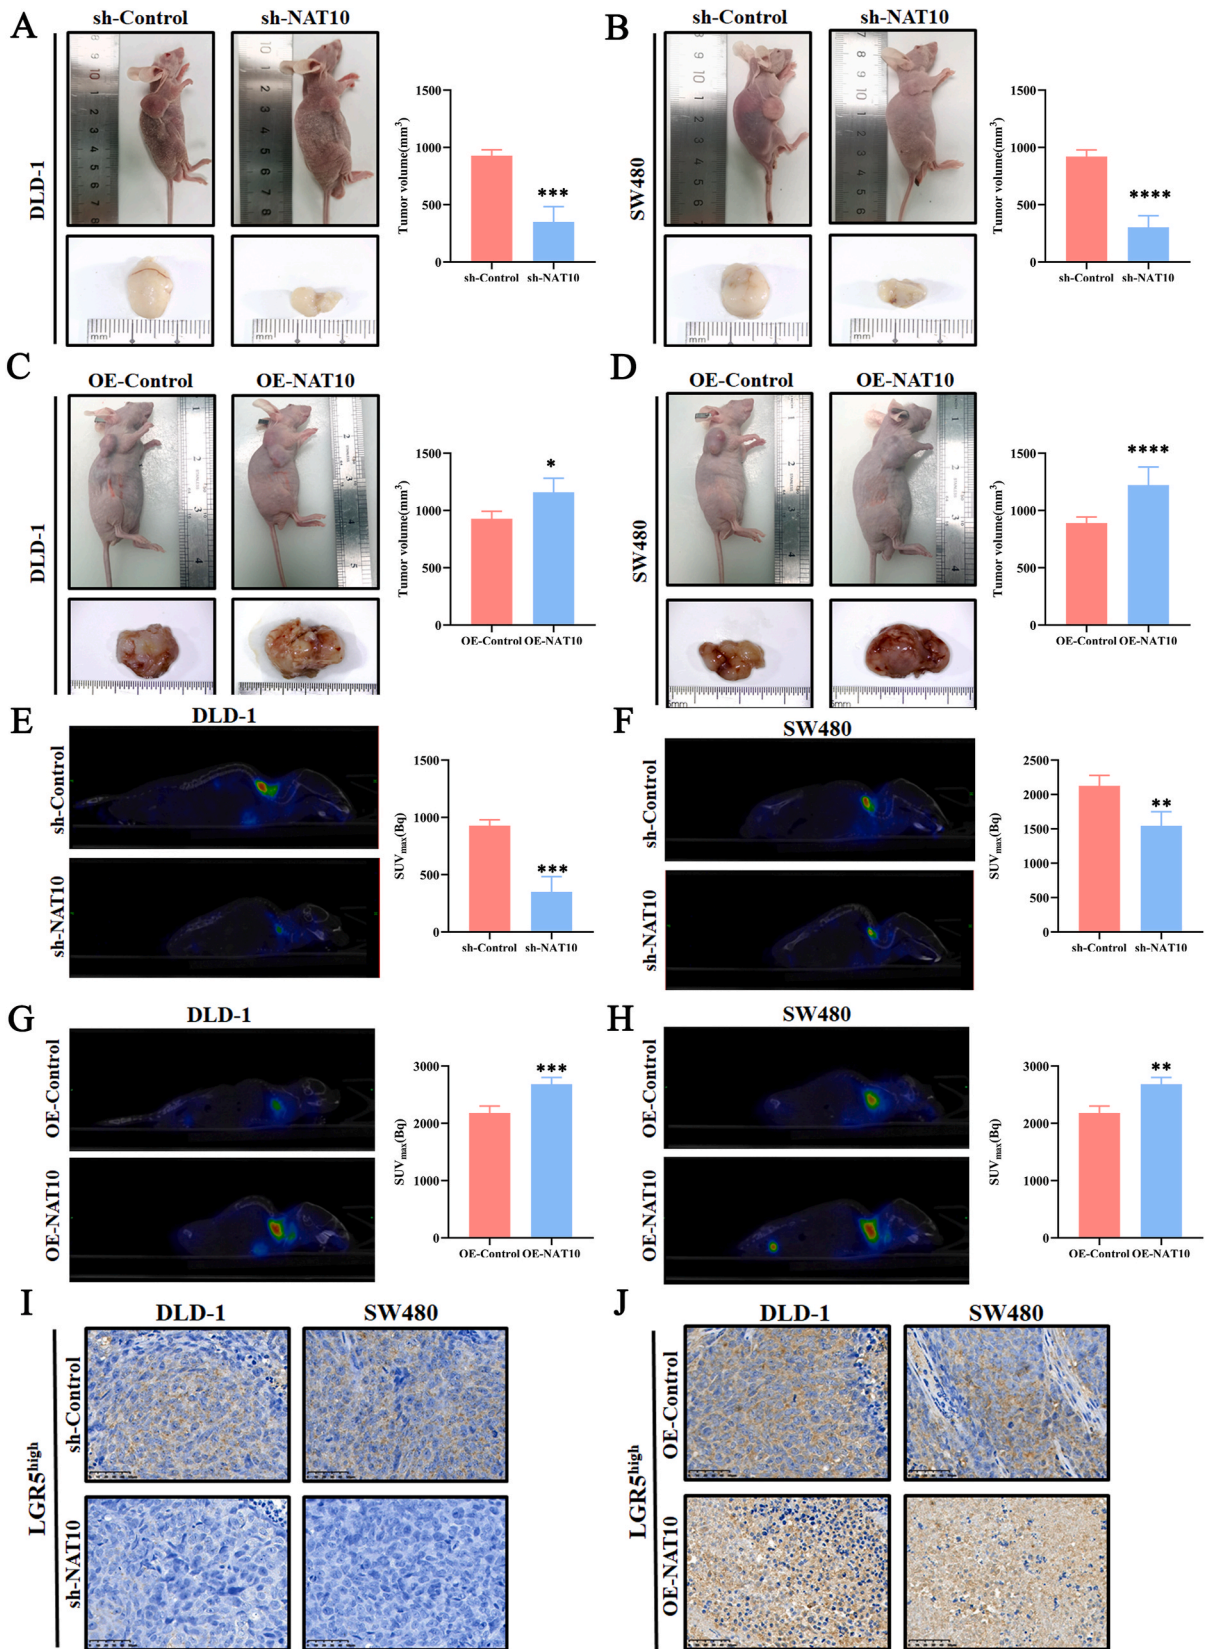 A
sh-Control
sh-NAT10
DLD-1
Tumor volume(mm³)
1500
1000
500
0
***
sh-Control
sh-NAT10
mm
B
sh-Control
sh-NAT10
SW480
Tumor volume(mm³)
1500
1000
500
0
****
sh-Control
sh-NAT10
mm
C
OE-Control
OE-NAT10
DLD-1
Tumor volume(mm³)
1500
1000
500
0
*
OE-Control
OE-NAT10
D
OE-Control
OE-NAT10
SW480
Tumor volume(mm³)
1500
1000
500
0
****
OE-Control
OE-NAT10
mm
E
DLD-1
sh-Control
sh-NAT10
SUVmax(Bq)
1500
1000
500
0
***
sh-Control
sh-NAT10
F
SW480
sh-Control
sh-NAT10
SUVmax(Bq)
2500
2000
1500
1000
500
0
**
sh-Control
sh-NAT10
G
DLD-1
OE-Control
OE-NAT10
SUVmax(Bq)
3000
2000
1000
0
***
OE-Control
OE-NAT10
H
SW480
OE-Control
OE-NAT10
SUVmax(Bq)
3000
2000
1000
0
**
OE-Control
OE-NAT10
I
DLD-1
SW480
LGR5high
sh-Control
sh-NAT10
J
DLD-1
SW480
LGR5high
OE-Control
OE-NAT10